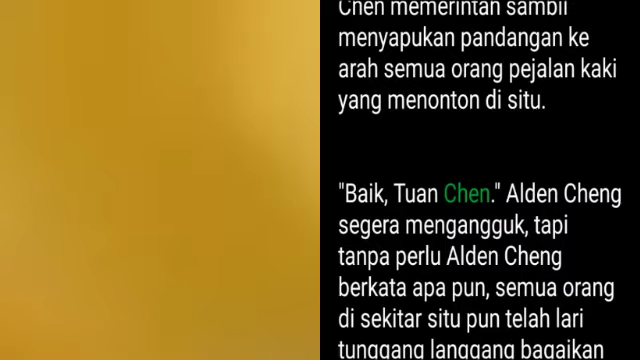 Chen memerintah sambil
menyapukan pandangan ke
arah semua orang pejalan kaki
yang menonton di situ.
"Baik, Tuan Chen." Alden Cheng
segera mengangguk, tapi
tanpa perlu Alden Cheng
berkata apa pun, semua orang
di sekitar situ pun telah lari
tunggang langgang bagaikan